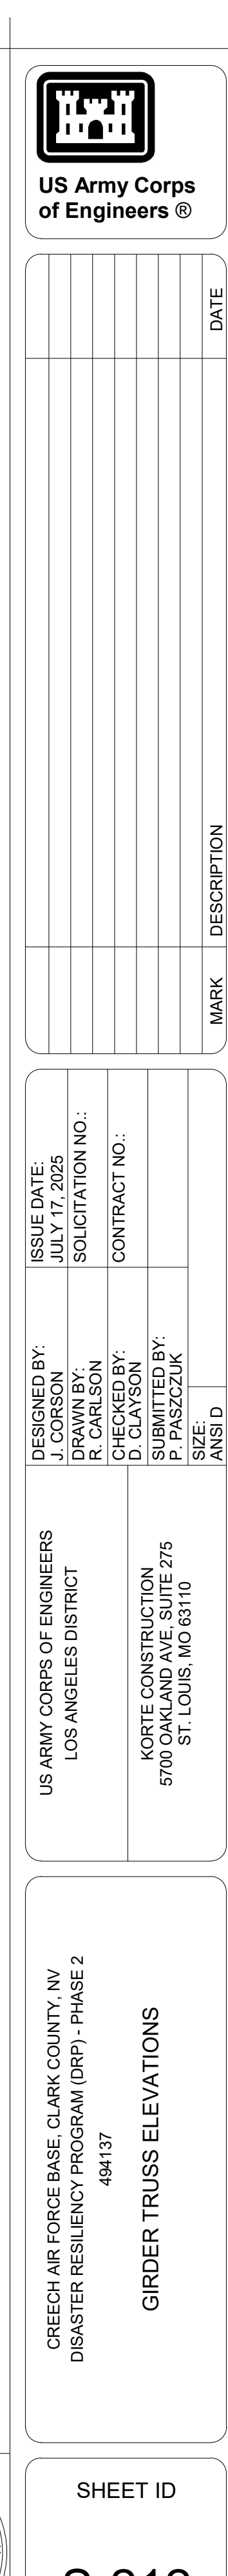 US Army Corps
of Engineers ®
DATE
DESCRIPTION
MARK
ISSUE DATE:
JULY 17, 2025
SOLICITATION NO.:
CONTRACT NO.:
DESIGNED BY:
J. CORSON
DRAWN BY:
R. CARLSON
CHECKED BY:
D. CLAYSON
SUBMITTED BY:
P. PASZCZUK
SIZE:
ANSI D
US ARMY CORPS OF ENGINEERS
LOS ANGELES DISTRICT
KORTE CONSTRUCTION
5700 OAKLAND AVE, SUITE 275
ST. LOUIS, MO 63110
CREECH AIR FORCE BASE, CLARK COUNTY, NV
DISASTER RESILIENCY PROGRAM (DRP) - PHASE 2
494137
GIRDER TRUSS ELEVATIONS
SHEET ID